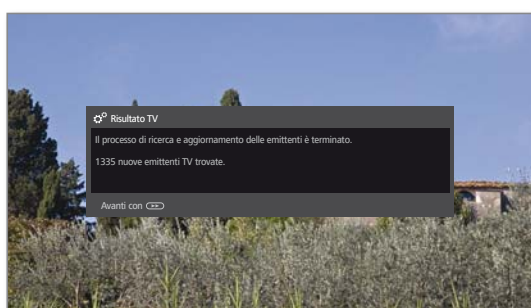 Risultato TV
Il processo di ricerca e aggiornamento delle emittenti è terminato.
1335 nuove emittenti TV trovate.
Avanti con